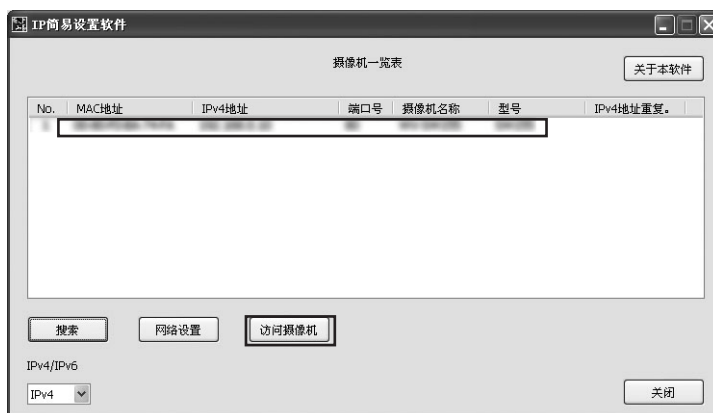 IP简易设置软件
摄像机一览表
关于本软件
No. MAC地址 IPv4地址 端口号 摄像机名称 型号 IPv4地址重复。
搜索 网络设置 访问摄像机
IPv4/IPv6
IPv4 关闭